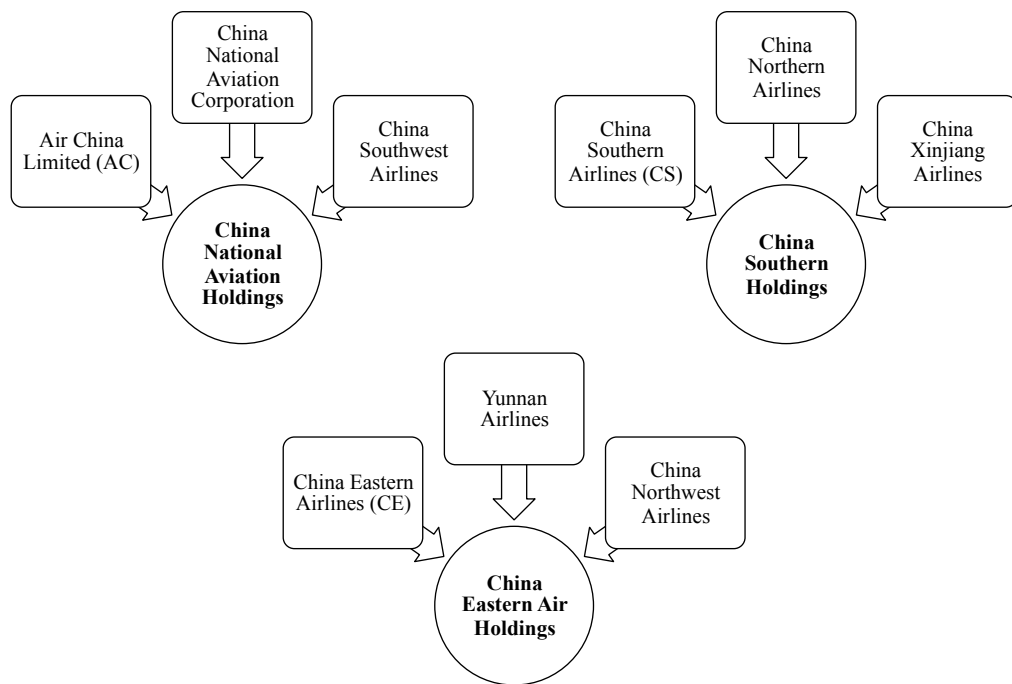 China
National
Aviation
Corporation
Air China
Limited (AC)
China
Southwest
Airlines
China
National
Aviation
Holdings
China
Northern
Airlines
China
Southern
Airlines (CS)
China
Xinjiang
Airlines
China
Southern
Holdings
Yunnan
Airlines
China Eastern
Airlines (CE)
China
Northwest
Airlines
China
Eastern Air
Holdings